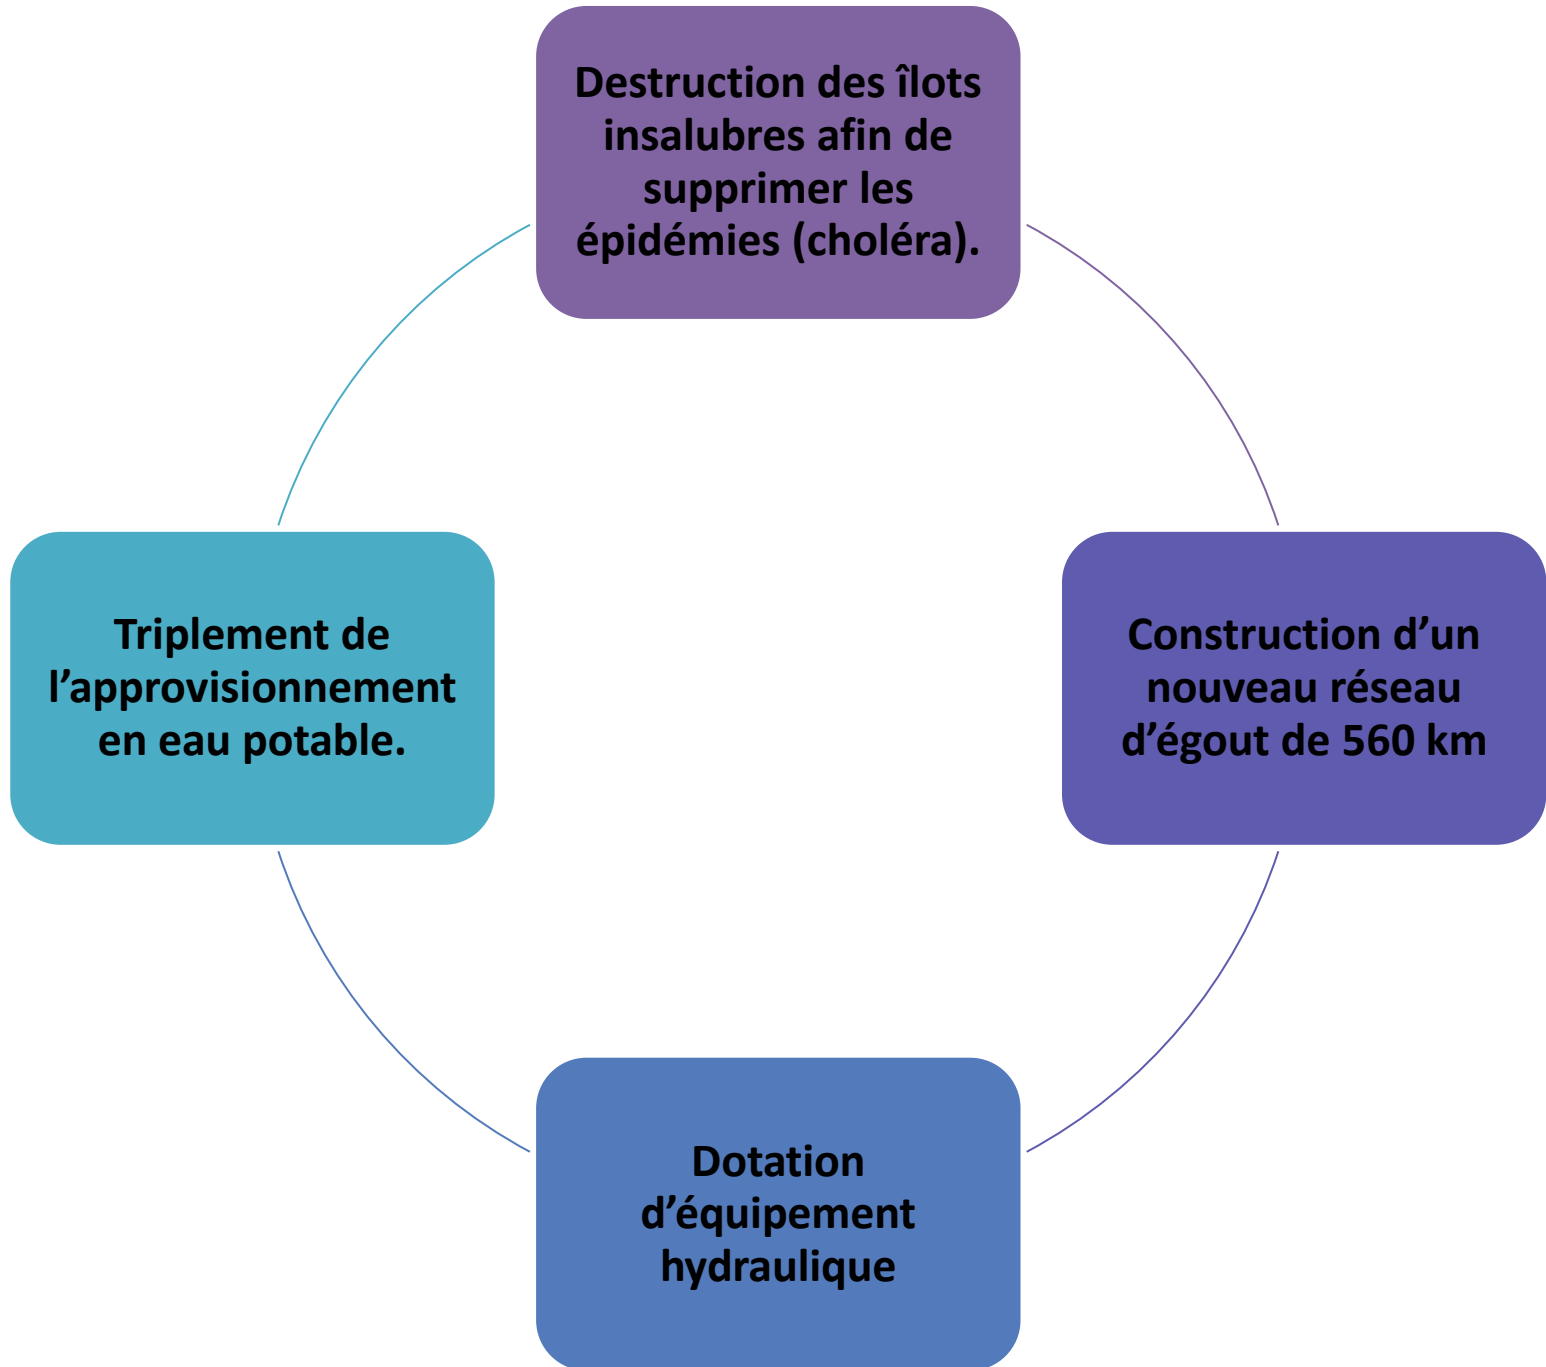 Destruction des îlots
insalubres afin de
supprimer les
épidémies (choléra).
Construction d’un
nouveau réseau
d’égout de 560 km
Dotation
d’équipement
hydraulique
Triplement de
l’approvisionnement
en eau potable.